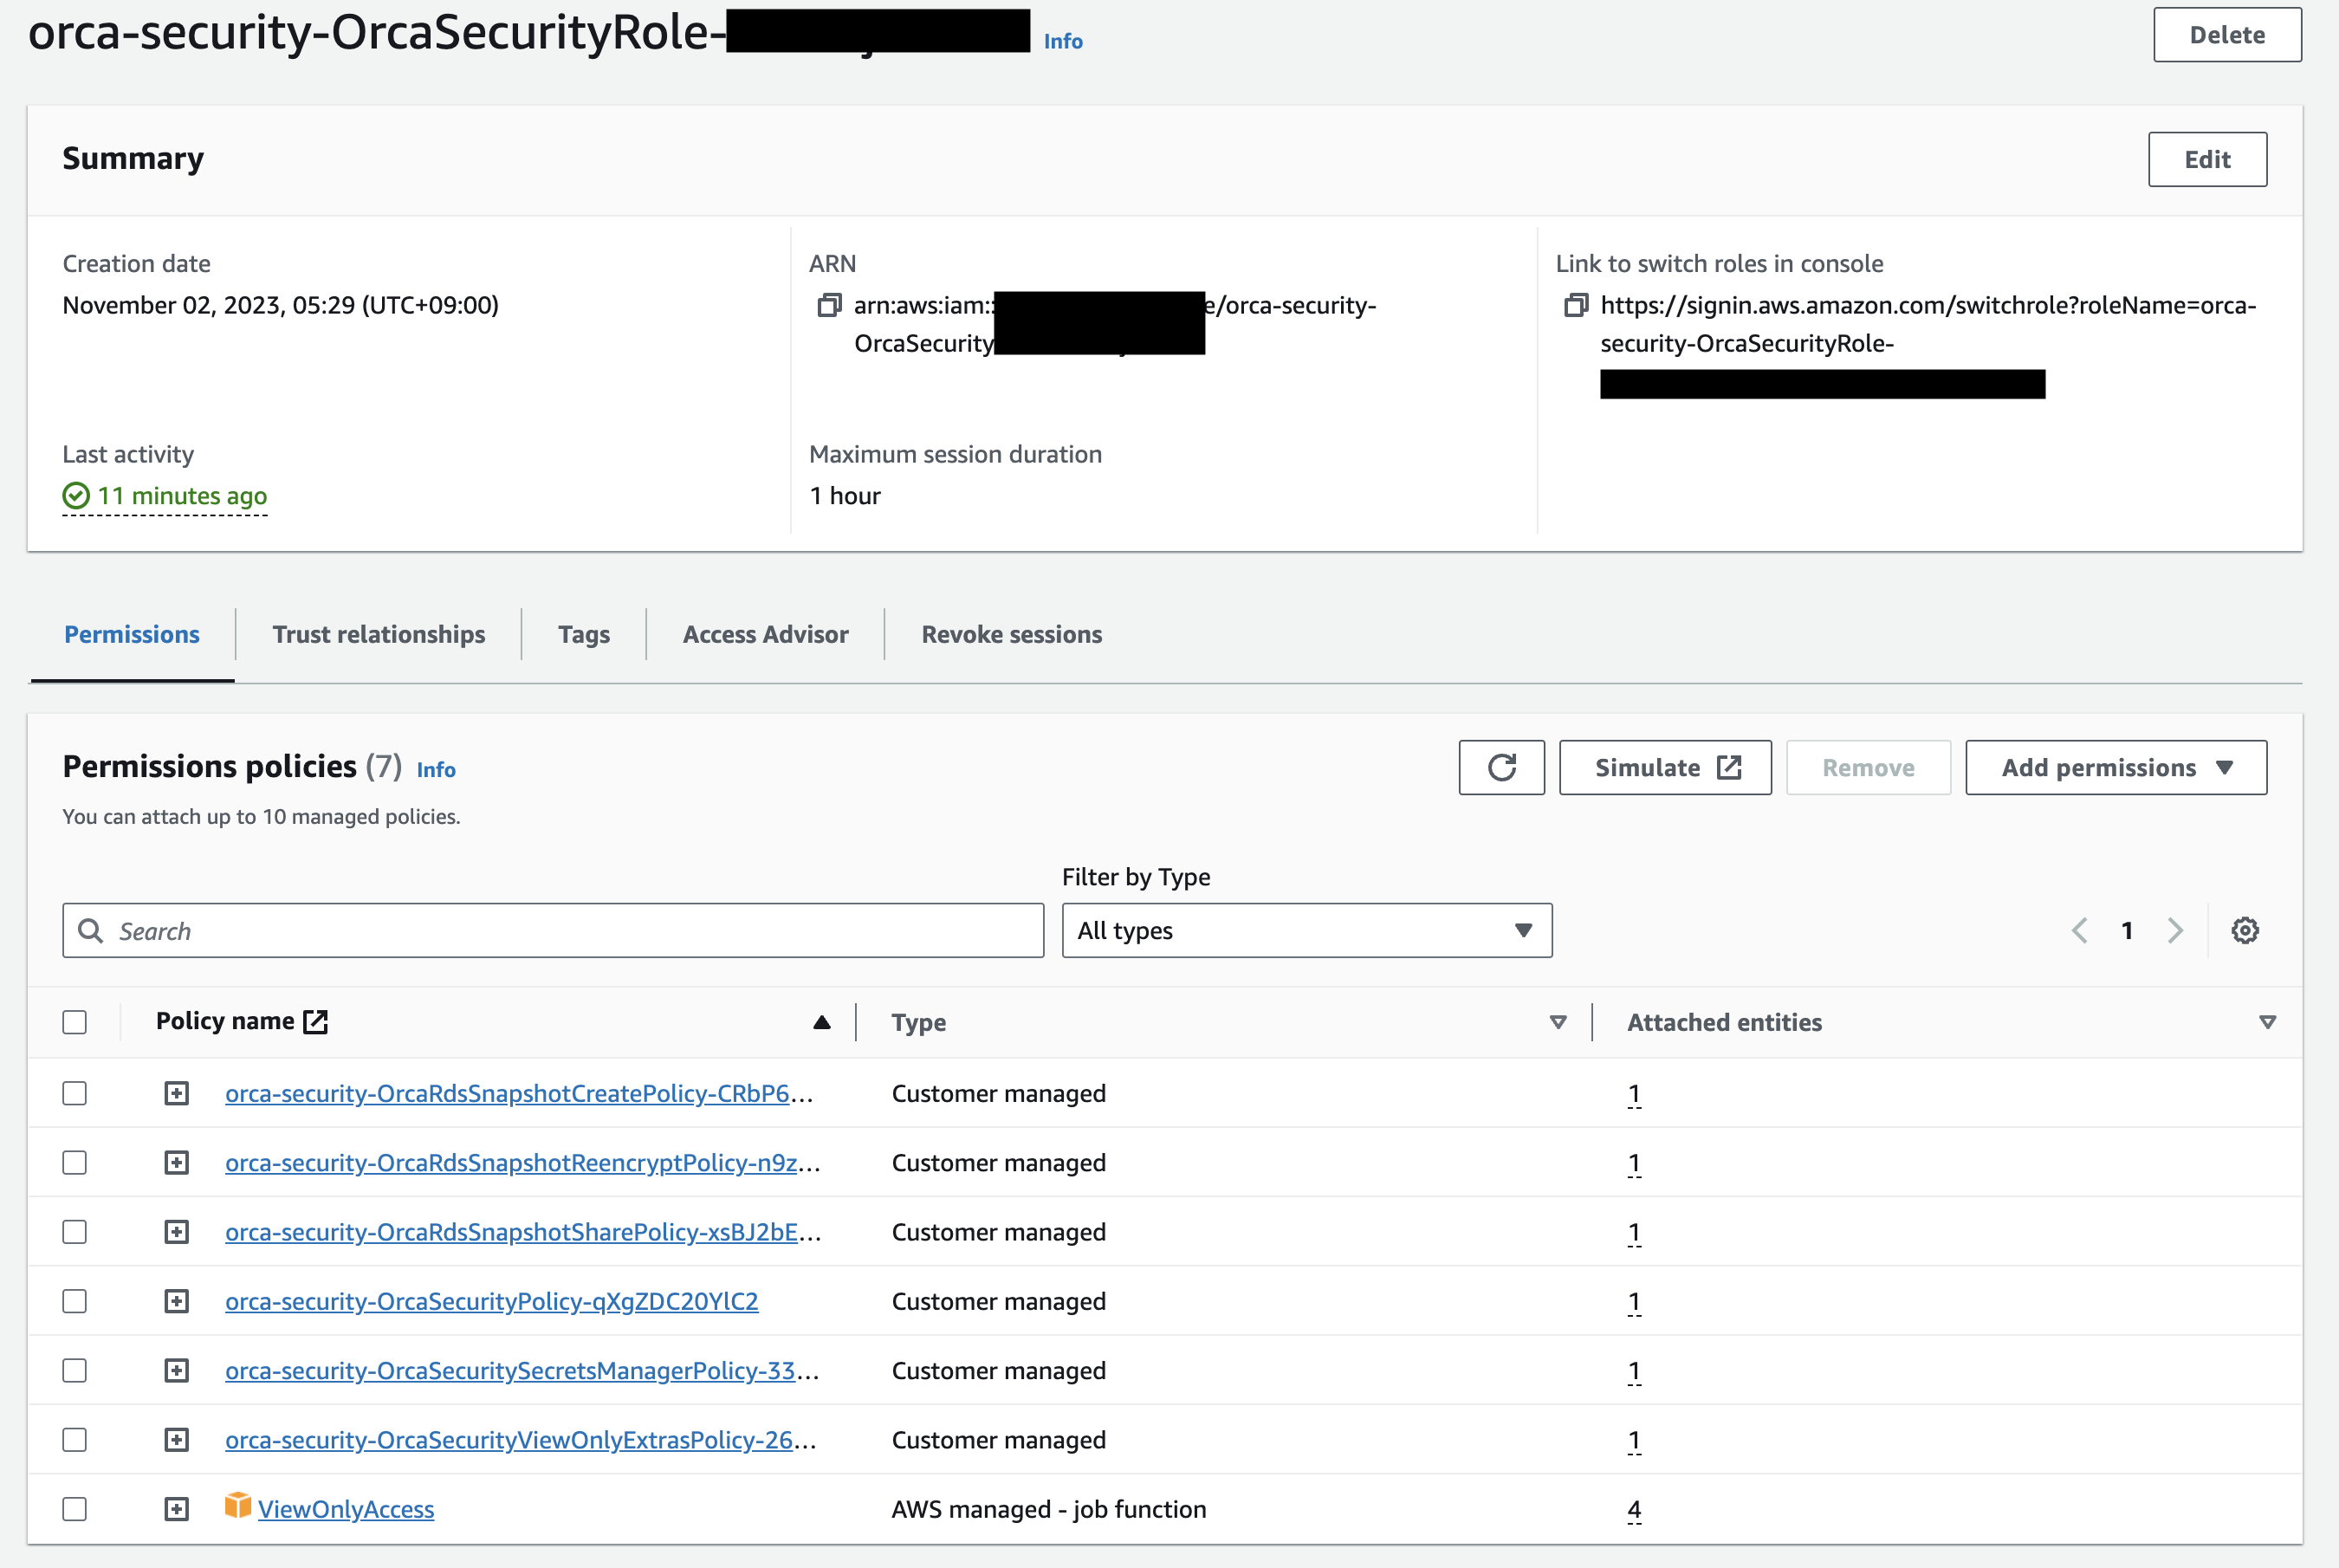 orca-security-OrcaSecurityRole- Info
Delete
Summary
Edit
Creation date
November 02, 2023, 05:29 (UTC+09:00)
ARN
arn:aws:iam:: e/orca-security-
OrcaSecurity
Link to switch roles in console
https://signin.aws.amazon.com/switchrole?roleName=orca-
security-OrcaSecurityRole-
Last activity
11 minutes ago
Maximum session duration
1 hour
Permissions
Trust relationships
Tags
Access Advisor
Revoke sessions
Permissions policies (7) Info
You can attach up to 10 managed policies.
Simulate
Remove
Add permissions
Filter by Type
Search
All types
1
Policy name
Type
Attached entities
orca-security-OrcaRdsSnapshotCreatePolicy-CRbP6... Customer managed 1
orca-security-OrcaRdsSnapshotReencryptPolicy-n9z... Customer managed 1
orca-security-OrcaRdsSnapshotSharePolicy-xsBJ2bE... Customer managed 1
orca-security-OrcaSecurityPolicy-qXgZDC20YlC2 Customer managed 1
orca-security-OrcaSecuritySecretsManagerPolicy-33... Customer managed 1
orca-security-OrcaSecurityViewOnlyExtrasPolicy-26... Customer managed 1
ViewOnlyAccess AWS managed - job function 4